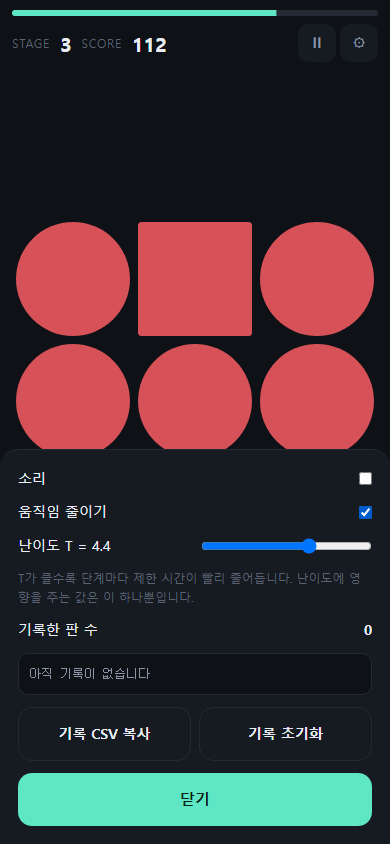 STAGE 3 SCORE 112
소리
움직임 줄이기
난이도 T = 4.4
T가 클수록 단계마다 제한 시간이 빨리 줄어듭니다. 난이도에 영
향을 주는 값은 이 하나뿐입니다.
기록한 판 수 0
아직 기록이 없습니다
기록 CSV 복사 기록 초기화
닫기